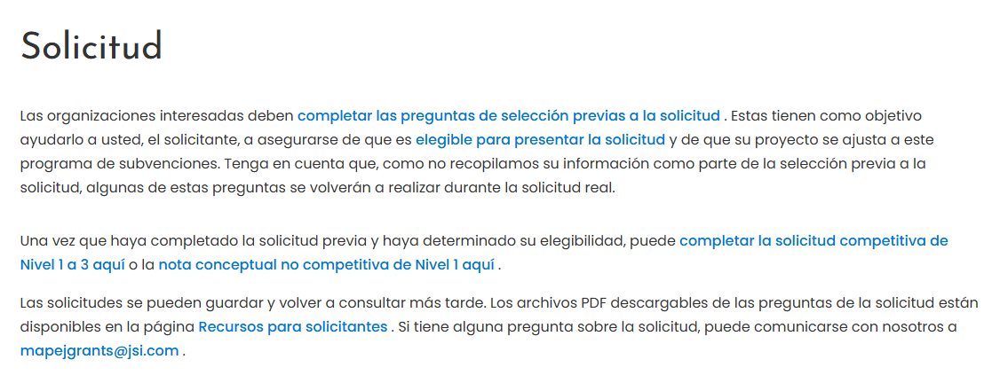 Solicitud
Las organizaciones interesadas deben completar las preguntas de selección previas a la solicitud . Estas tienen como objetivo
ayudarlo a usted, el solicitante, a asegurarse de que es elegible para presentar la solicitud y de que su proyecto se ajusta a este
programa de subvenciones. Tenga en cuenta que, como no recopilamos su información como parte de la selección previa a la
solicitud, algunas de estas preguntas se volverán a realizar durante la solicitud real.
Una vez que haya completado la solicitud previa y haya determinado su elegibilidad, puede completar la solicitud competitiva de
Nivel 1 a 3 aquí o la nota conceptual no competitiva de Nivel 1 aquí .
Las solicitudes se pueden guardar y volver a consultar más tarde. Los archivos PDF descargables de las preguntas de la solicitud están
disponibles en la página Recursos para solicitantes . Si tiene alguna pregunta sobre la solicitud, puede comunicarse con nosotros a
mapejgrants@jsi.com .